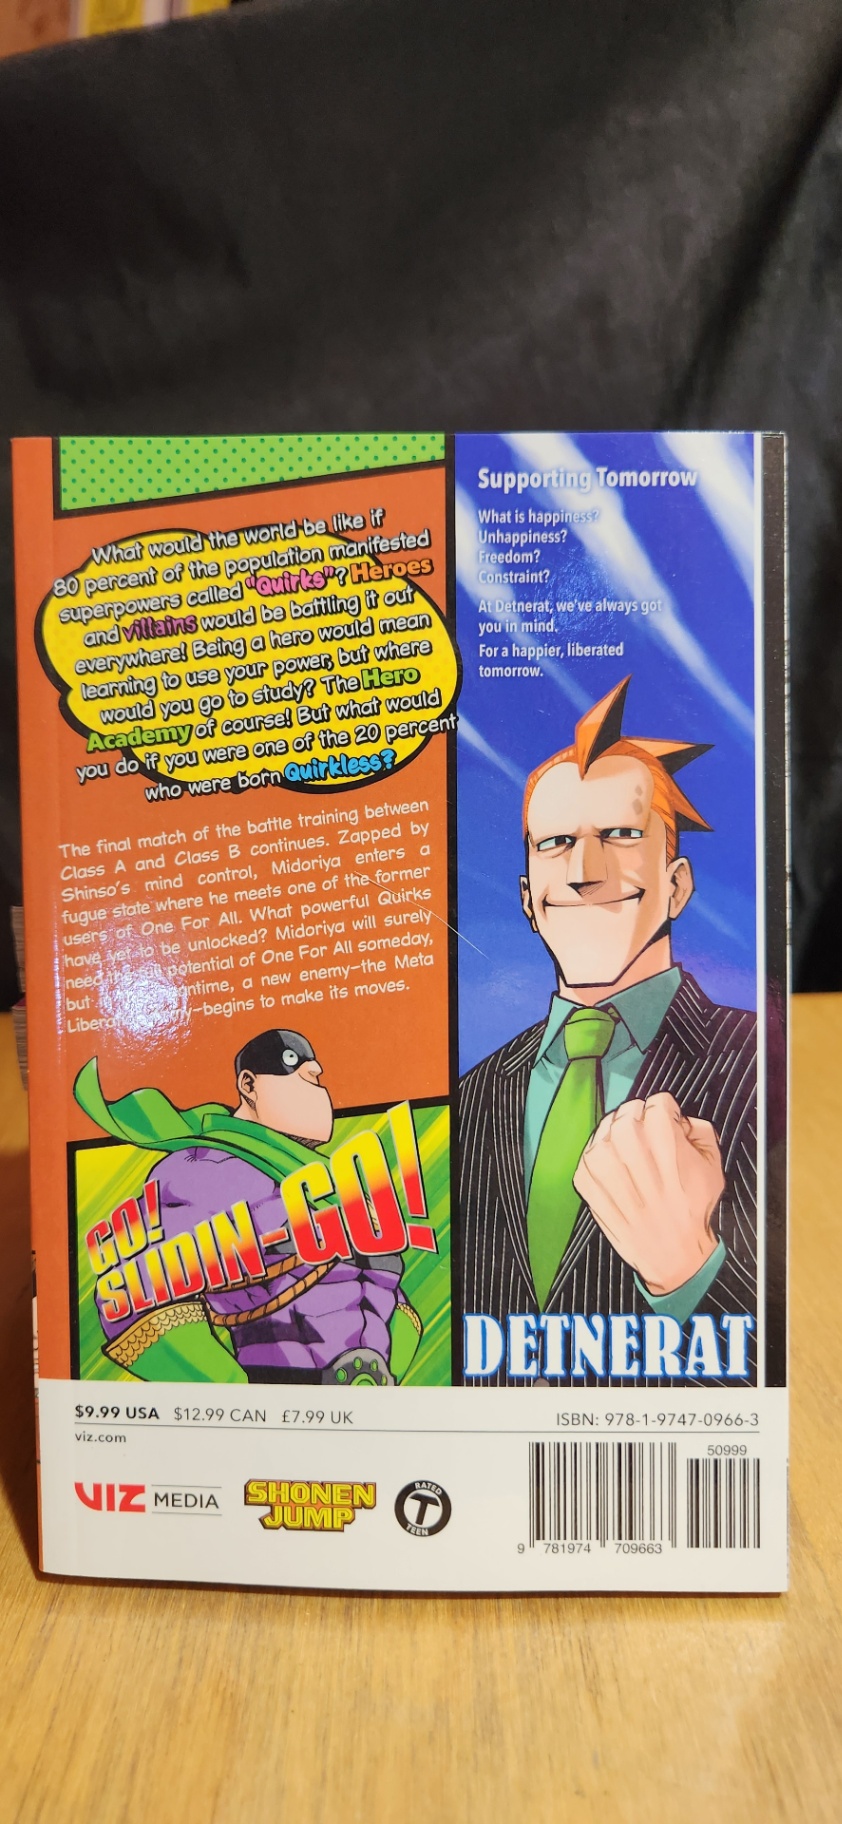 What would the world be like if
80 percent of the population manifested
superpowers called "Quirks"? Heroes
and villains would be battling it out
everywhere! Being a hero would mean
learning to use your power, but where
would you go to study? The Hero
Academy of course! But what would
you do if you were one of the 20 percent
who were born Quirkless?
The final match of the battle training between
Class A and Class B continues. Zapped by
Shinso's mind control, Midoriya enters a
fugue state where he meets one of the former
users of One For All. What powerful Quirks
have yet to be unlocked? Midoriya will surely
need the potential of One For All someday,
but a new enemy—the Meta
begins to make its moves.
GO!
SLIDIN-GO!
Supporting Tomorrow
What is happiness?
Unhappiness?
Freedom?
Constraint?
At Detnerat, we've always got
you in mind.
For a happier, liberated
tomorrow.
DETNERAT
$9.99 USA $12.99 CAN £7.99 UK
viz.com
VIZ MEDIA
SHONEN
JUMP
RATED
T
TEEN
ISBN: 978-1-9747-0966-3
50999
9 781974 709663